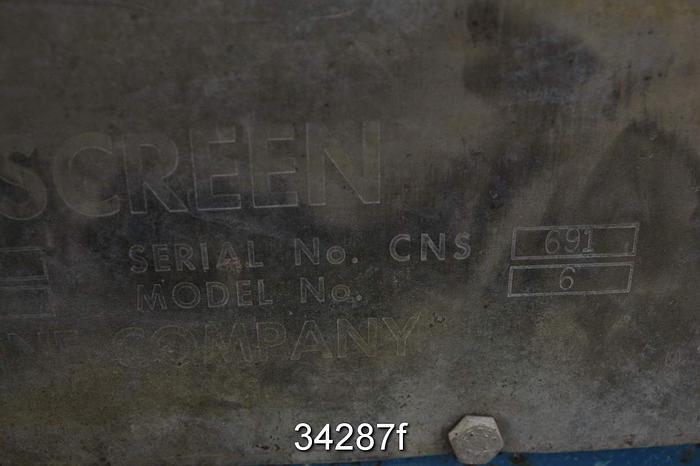 SCREEN
SERIAL No. CNS 691
MODEL No. 6
COMPANY
34287f